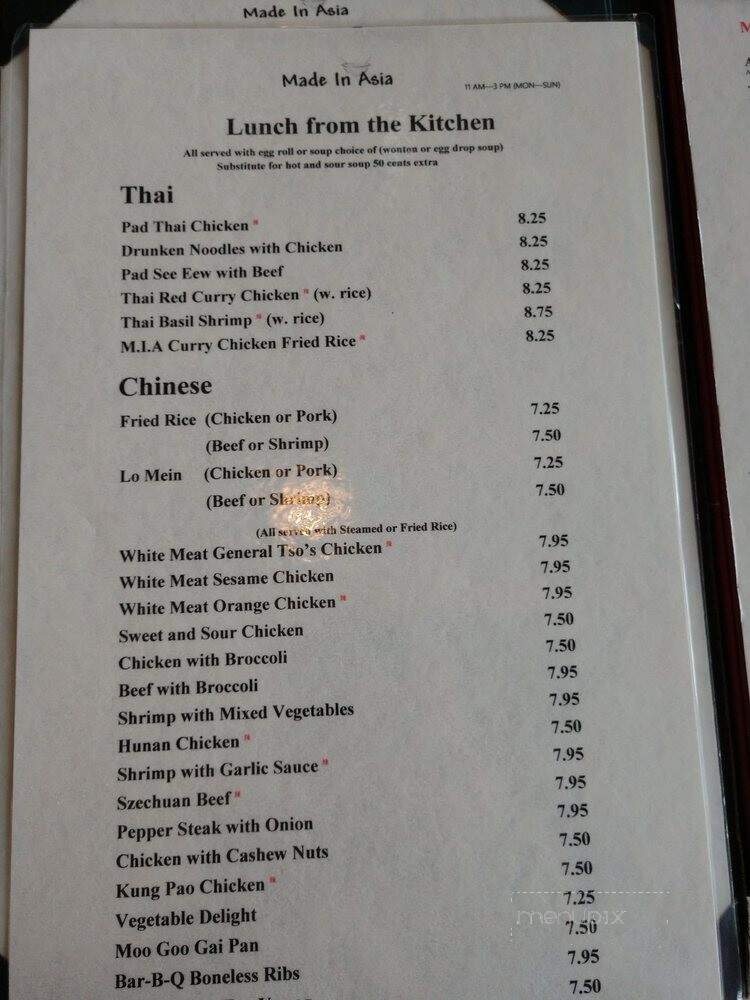 Made In Asia
Made In Asia
11 AM—3 PM (MON—SUN)
Lunch from the Kitchen
All served with egg roll or soup choice of (wonton or egg drop soup)
Substitute for hot and sour soup 50 cents extra
Thai
Pad Thai Chicken 8.25
Drunken Noodles with Chicken 8.25
Pad See Eew with Beef 8.25
Thai Red Curry Chicken (w. rice) 8.25
Thai Basil Shrimp (w. rice) 8.75
M.I.A Curry Chicken Fried Rice 8.25
Chinese
Fried Rice (Chicken or Pork) 7.25
(Beef or Shrimp) 7.50
Lo Mein (Chicken or Pork) 7.25
(Beef or Shrimp) 7.50
(All served with Steamed or Fried Rice)
White Meat General Tso's Chicken 7.95
White Meat Sesame Chicken 7.95
White Meat Orange Chicken 7.95
Sweet and Sour Chicken 7.50
Chicken with Broccoli 7.50
Beef with Broccoli 7.95
Shrimp with Mixed Vegetables 7.95
Hunan Chicken 7.50
Shrimp with Garlic Sauce 7.95
Szechuan Beef 7.95
Pepper Steak with Onion 7.95
Chicken with Cashew Nuts 7.50
Kung Pao Chicken 7.50
Vegetable Delight 7.25
Moo Goo Gai Pan 7.50
Bar-B-Q Boneless Ribs 7.95
7.50
menupix